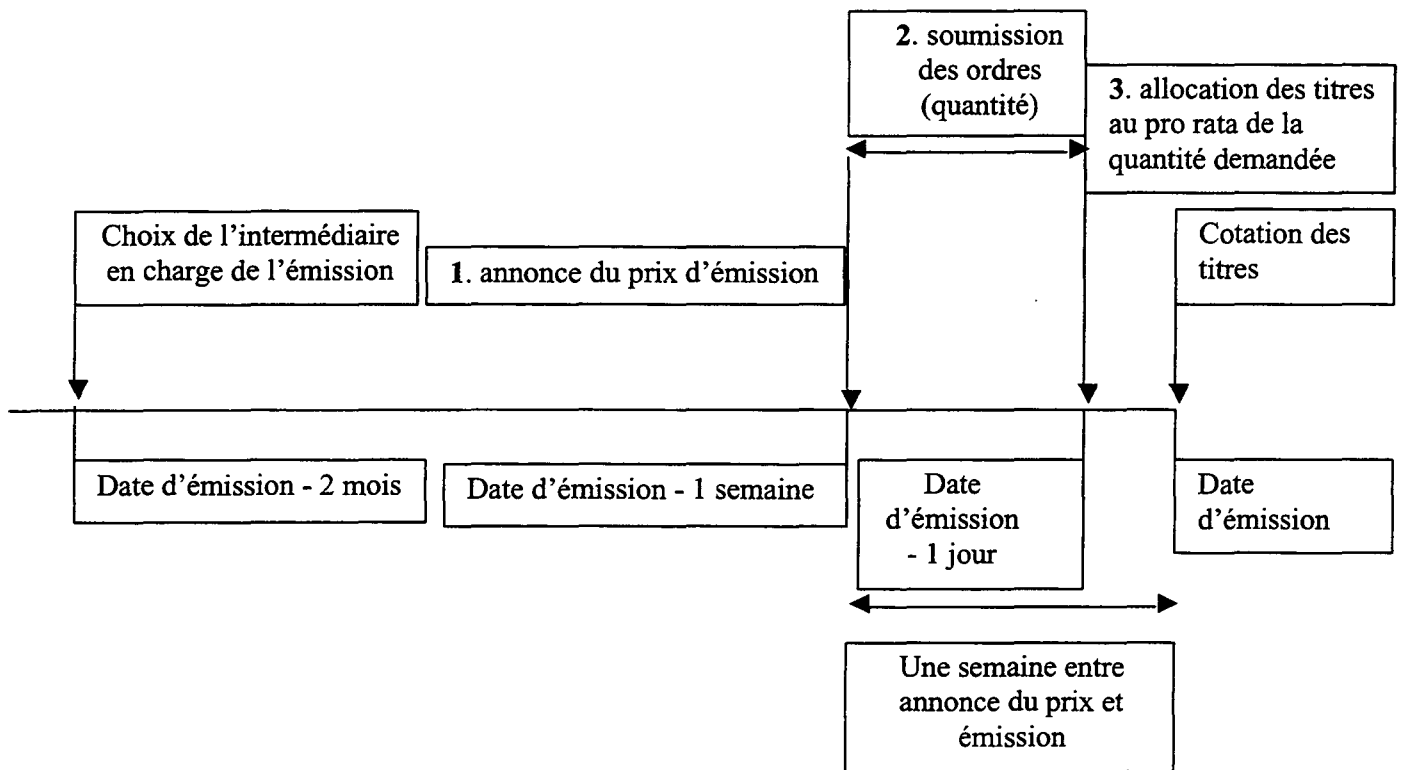 2. soumission
des ordres
(quantité)
3. allocation des titres
au pro rata de la
quantité demandée
Choix de l'intermédiaire
en charge de l'émission
1. annonce du prix d'émission
Cotation des
titres
Date d'émission - 2 mois
Date d'émission - 1 semaine
Date
d'émission
- 1 jour
Date
d'émission
Une semaine entre
annonce du prix et
émission